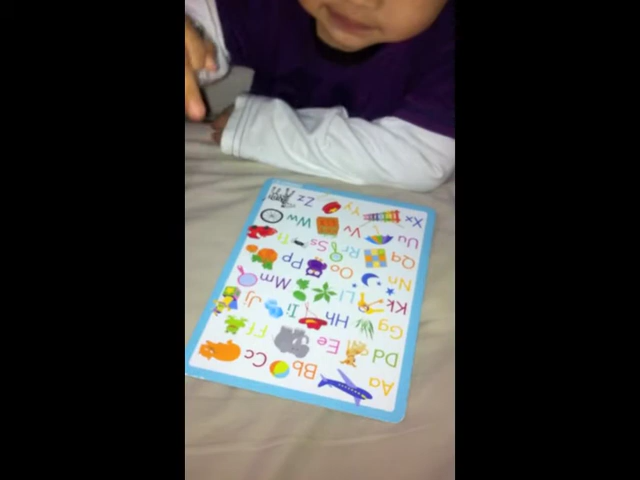 Aa Bb Cc
Dd Ee Ff
Gg Hh Ii Jj
Kk Ll Mm
Nn Oo Pp
Qq Rr Ss Tt
Uu Vv Ww
Xx Yy Zz